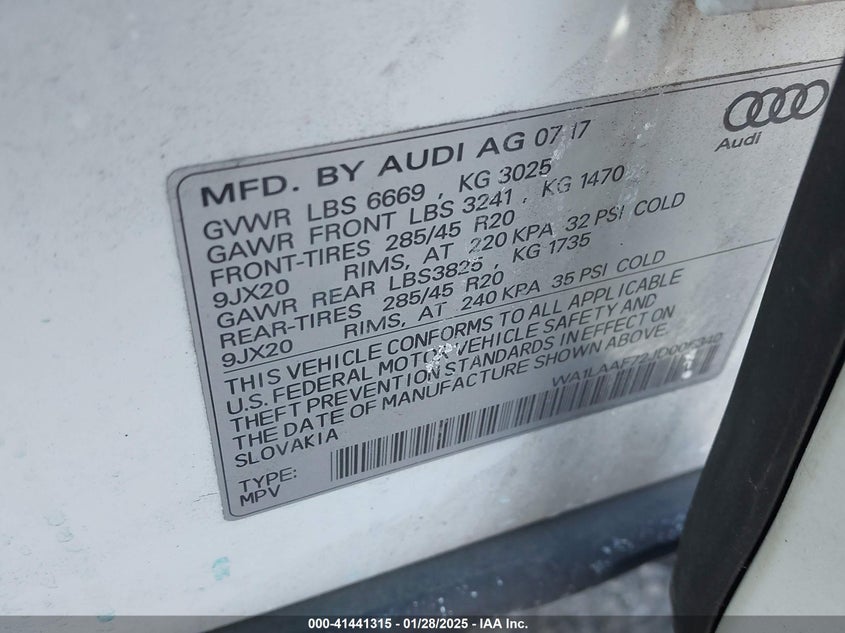 Audi
MFD. BY AUDI AG 07 17
GVWR LBS 6669 , KG 3025
GAWR FRONT LBS 3241 , KG 1470
FRONT-TIRES 285/45 R20
9JX20 RIMS, AT 220 KPA 32 PSI COLD
GAWR REAR LBS3825 , KG 1735
REAR-TIRES 285/45 R20
9JX20 RIMS, AT 240 KPA 35 PSI COLD
THIS VEHICLE CONFORMS TO ALL APPLICABLE
U.S. FEDERAL MOTOR VEHICLE SAFETY AND
THEFT PREVENTION STANDARDS IN EFFECT ON
THE DATE OF MANUFACTURE SHOWN ABOVE.
SLOVAKIA
TYPE:
MPV
000-41441315 - 01/28/2025 - IAA Inc.